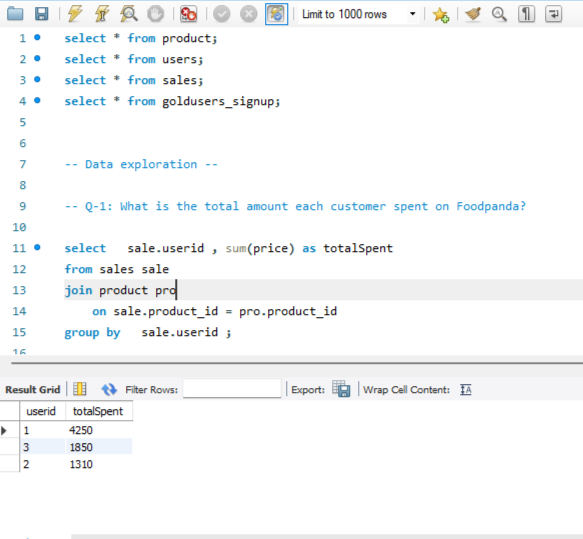 Limit to 1000 rows
1 select * from product;
2 select * from users;
3 select * from sales;
4 select * from goldusers_signup;
5
6
7 -- Data exploration --
8
9 -- Q-1: What is the total amount each customer spent on Foodpanda?
10
11 select sale.userid , sum(price) as totalSpent
12 from sales sale
13 join product pro
14 on sale.product_id = pro.product_id
15 group by sale.userid ;
16
Result Grid Filter Rows: Export: Wrap Cell Content: IA
userid totalSpent
1 4250
3 1850
2 1310